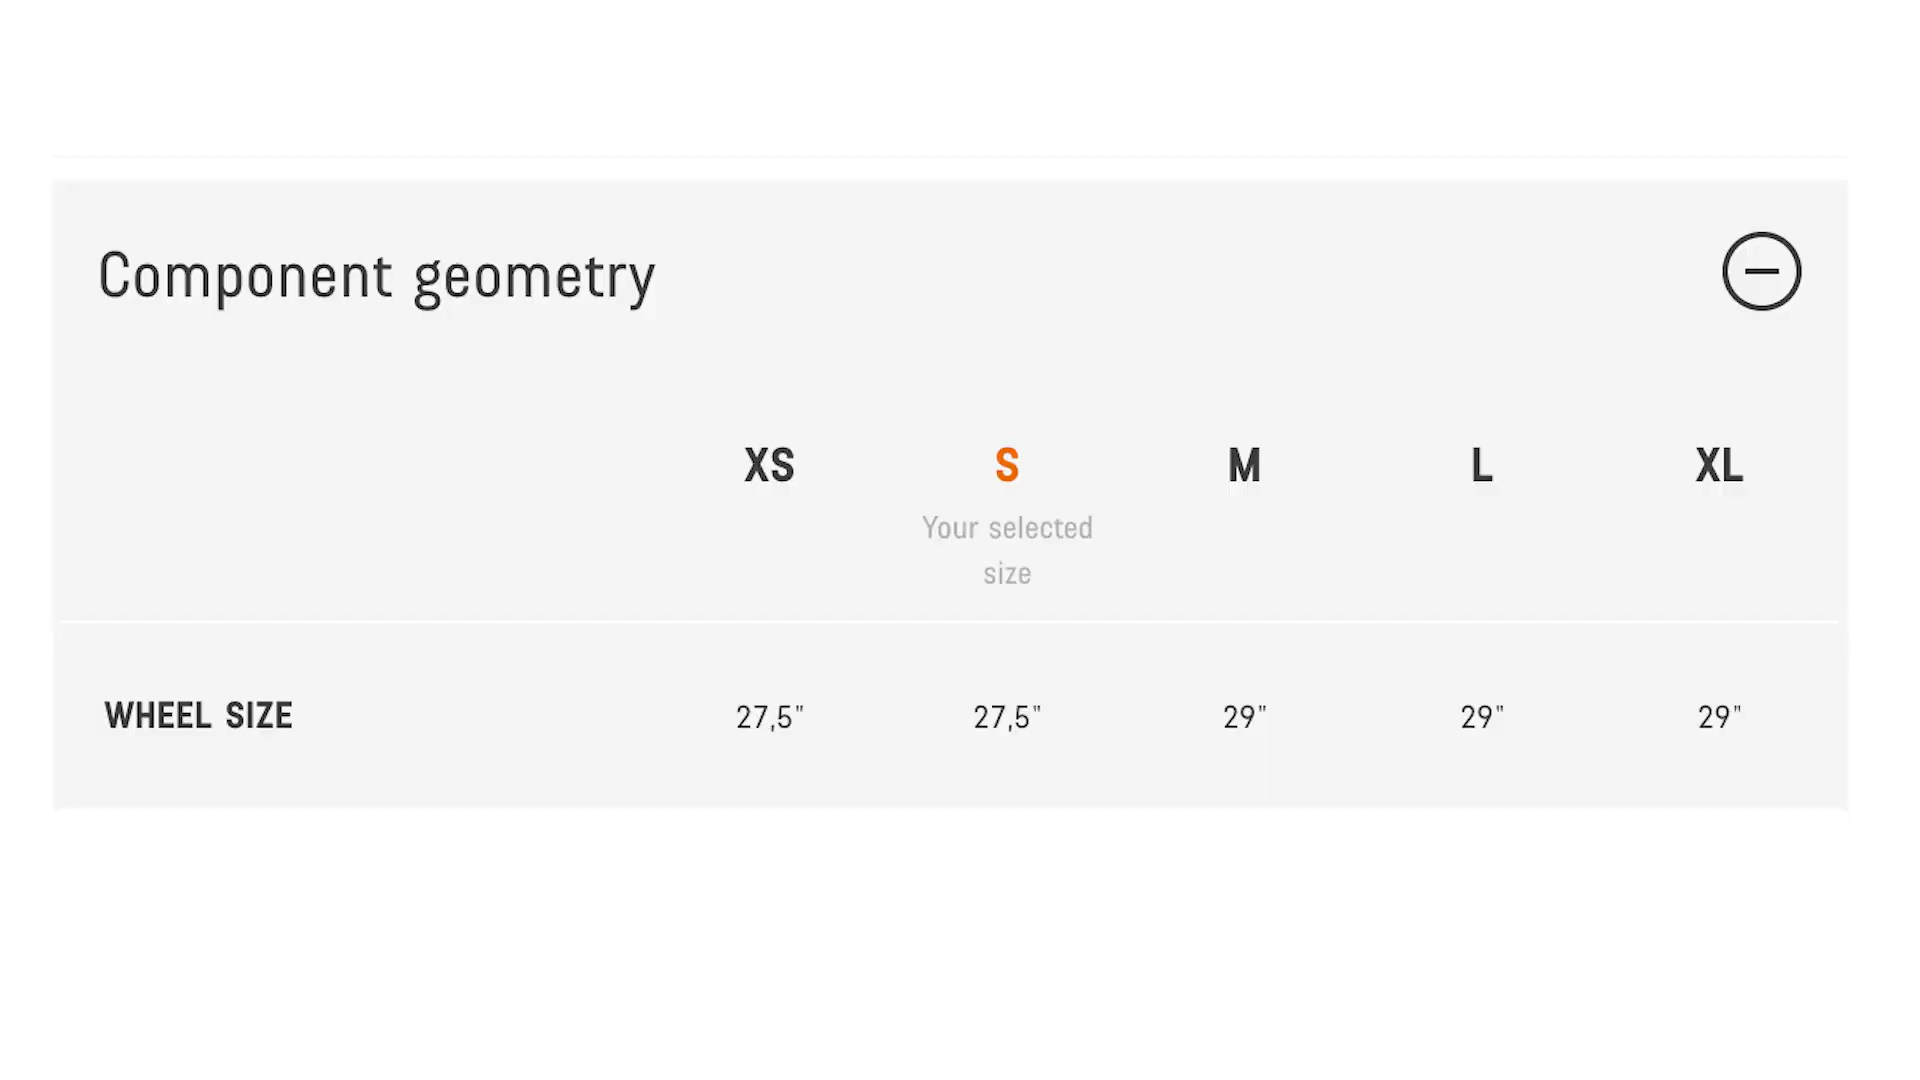 Component geometry
XS S M L XL
Your selected
size
WHEEL SIZE 27,5" 27,5" 29" 29" 29"